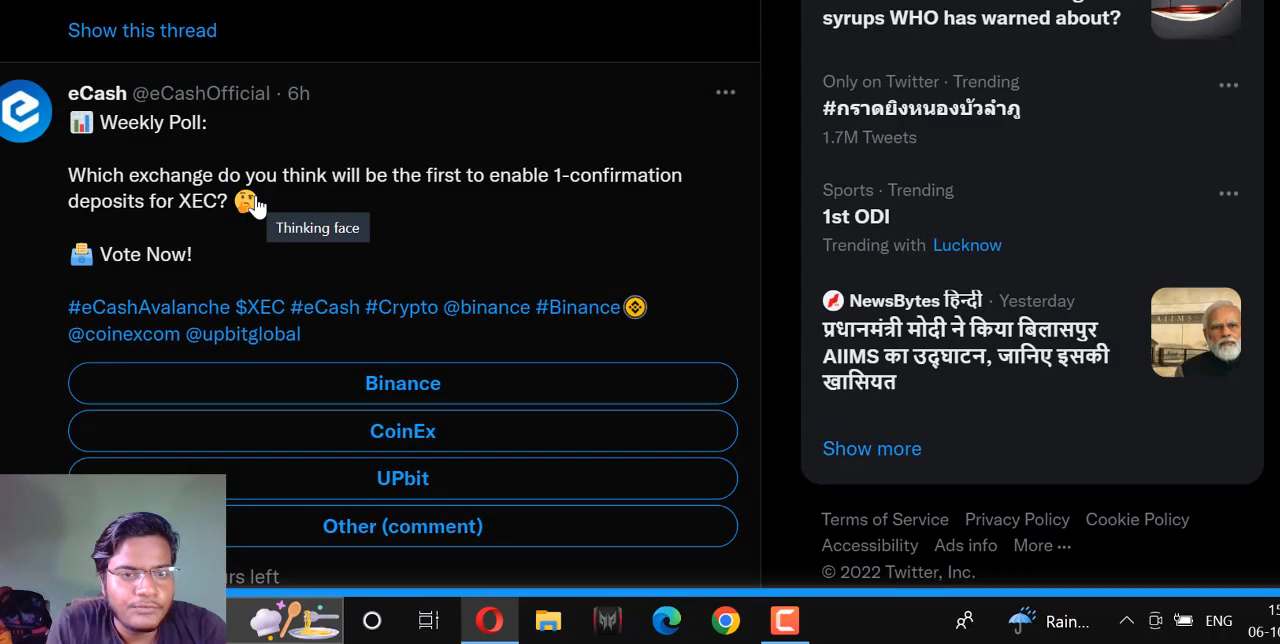 Show this thread
eCash @eCashOfficial · 6h
📊 Weekly Poll:
Which exchange do you think will be the first to enable 1-confirmation
deposits for XEC? 🤔
Thinking face
🗳 Vote Now!
#eCashAvalanche $XEC #eCash #Crypto @binance #Binance
@coinexcom @upbitglobal
Binance
CoinEx
UPbit
Other (comment)
left
syrups WHO has warned about?
Only on Twitter · Trending
#กราดยิงหนองบัวลำภู
1.7M Tweets
Sports · Trending
1st ODI
Trending with Lucknow
NewsBytes हिन्दी · Yesterday
प्रधानमंत्री मोदी ने किया बिलासपुर
AIIMS का उद्घाटन, जानिए इसकी
खासियत
AIIMS
Show more
Terms of Service Privacy Policy Cookie Policy
Accessibility Ads info More ···
© 2022 Twitter, Inc.
Rain... ENG